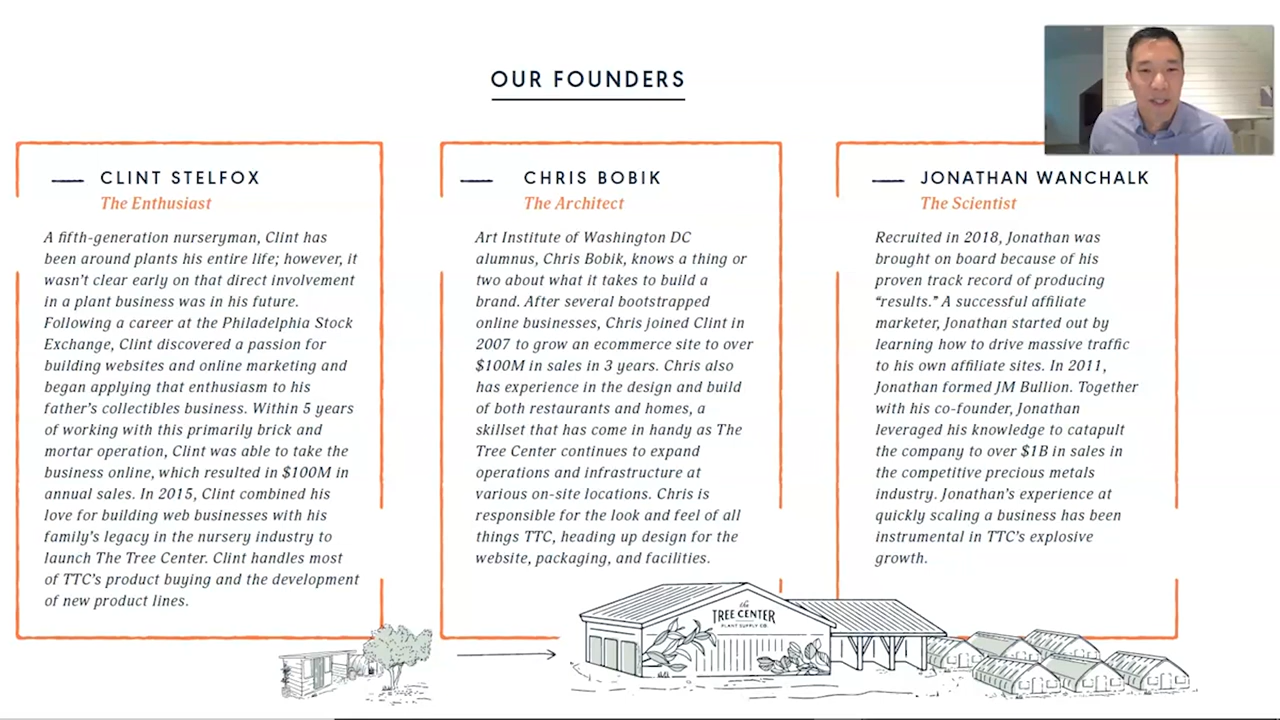 OUR FOUNDERS
CLINT STELFOX
The Enthusiast
A fifth-generation nurseryman, Clint has
been around plants his entire life; however, it
wasn't clear early on that direct involvement
in a plant business was in his future.
Following a career at the Philadelphia Stock
Exchange, Clint discovered a passion for
building websites and online marketing and
began applying that enthusiasm to his
father's collectibles business. Within 5 years
of working with this primarily brick and
mortar operation, Clint was able to take the
business online, which resulted in $100M in
annual sales. In 2015, Clint combined his
love for building web businesses with his
family's legacy in the nursery industry to
launch The Tree Center. Clint handles most
of TTC's product buying and the development
of new product lines.
CHRIS BOBIK
The Architect
Art Institute of Washington DC
alumnus, Chris Bobik, knows a thing or
two about what it takes to build a
brand. After several bootstrapped
online businesses, Chris joined Clint in
2007 to grow an ecommerce site to over
$100M in sales in 3 years. Chris also
has experience in the design and build
of both restaurants and homes, a
skillset that has come in handy as The
Tree Center continues to expand
operations and infrastructure at
various on-site locations. Chris is
responsible for the look and feel of all
things TTC, heading up design for the
website, packaging, and facilities.
JONATHAN WANCHALK
The Scientist
Recruited in 2018, Jonathan was
brought on board because of his
proven track record of producing
“results.” A successful affiliate
marketer, Jonathan started out by
learning how to drive massive traffic
to his own affiliate sites. In 2011,
Jonathan formed JM Bullion. Together
with his co-founder, Jonathan
leveraged his knowledge to catapult
the company to over $1B in sales in
the competitive precious metals
industry. Jonathan's experience at
quickly scaling a business has been
instrumental in TTC's explosive
growth.
the
TREE CENTER
PLANT SUPPLY CO.